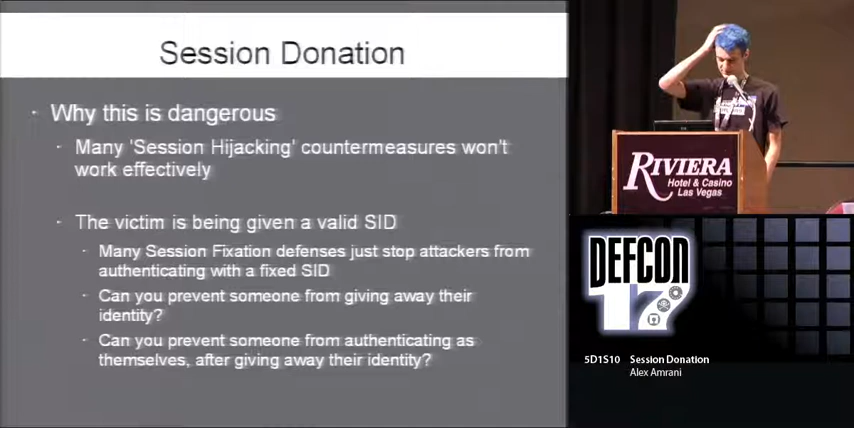 Session Donation
Why this is dangerous
Many 'Session Hijacking' countermeasures won't
work effectively
The victim is being given a valid SID
Many Session Fixation defenses just stop attackers from
authenticating with a fixed SID
Can you prevent someone from giving away their
identity?
Can you prevent someone from authenticating as
themselves, after giving away their identity?
RIVIERA
Hotel & Casino
Las Vegas
DEFCON
17
5D1S10 Session Donation
Alex Amrani